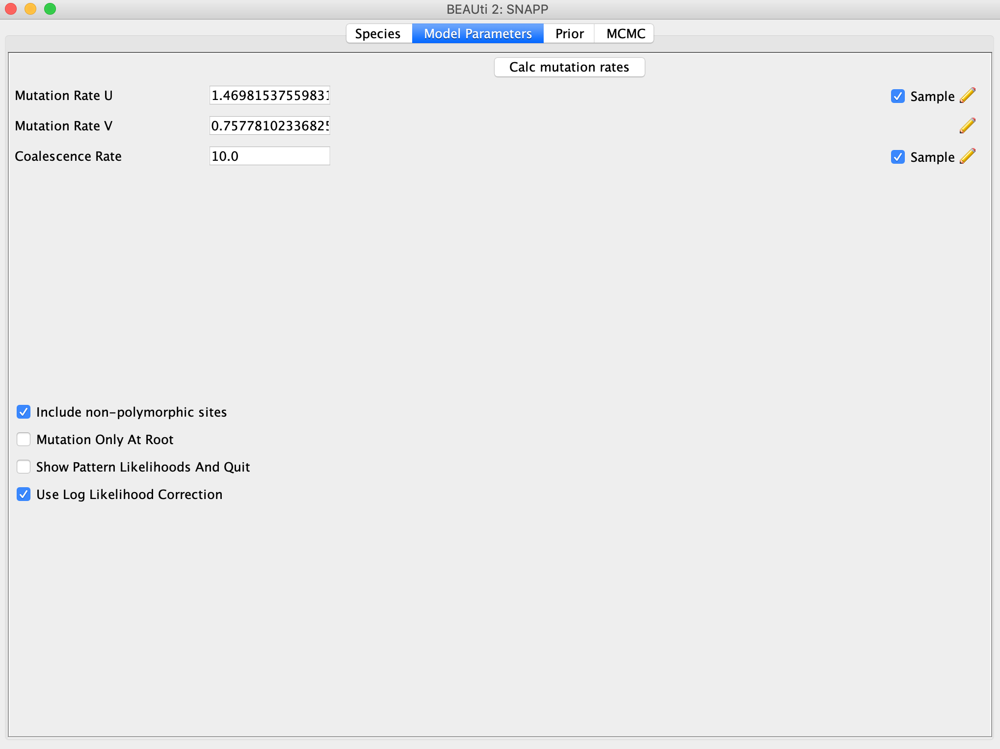 BEAUti 2: SNAPP
Species Model Parameters Prior MCMC
Calc mutation rates
Mutation Rate U 1.46981537559831 Sample
Mutation Rate V 0.75778102336825
Coalescence Rate 10.0 Sample
Include non-polymorphic sites
Mutation Only At Root
Show Pattern Likelihoods And Quit
Use Log Likelihood Correction